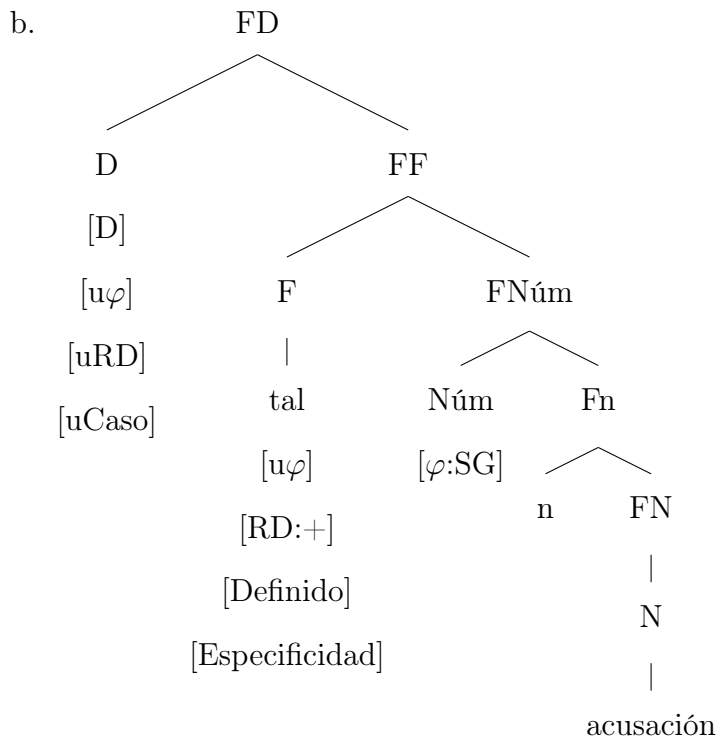 b. FD
D FF
[D]
[uφ] F FNúm
[uRD] |
[uCaso] tal Núm Fn
[uφ] [φ:SG]
[RD:+] n FN
[Definido] |
[Especificidad] N
|
acusación